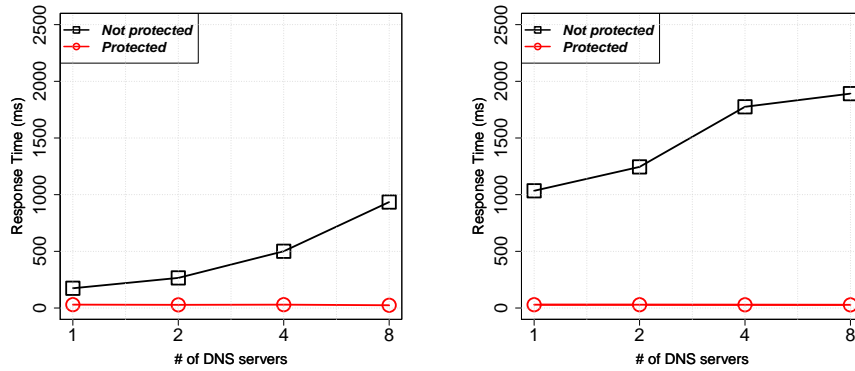 Not protected
Protected
2500
2000
1500
1000
500
0
Response Time (ms)
1 2 4 8
# of DNS servers
Not protected
Protected
2500
2000
1500
1000
500
0
Response Time (ms)
1 2 4 8
# of DNS servers